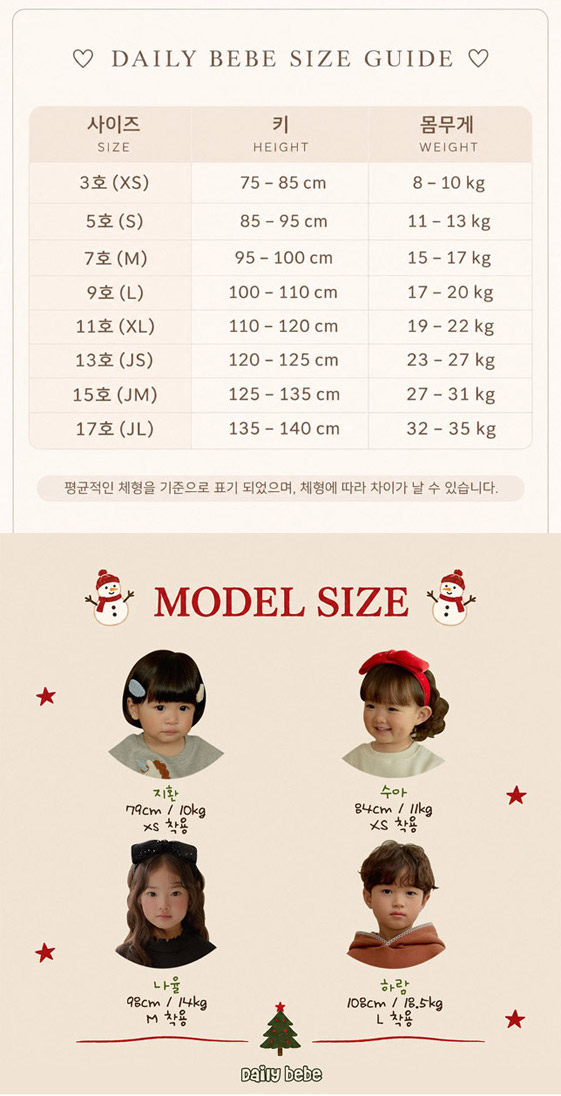 ♡ DAILY BEBE SIZE GUIDE ♡
사이즈 키 몸무게
SIZE HEIGHT WEIGHT
3호 (XS) 75 – 85 cm 8 – 10 kg
5호 (S) 85 – 95 cm 11 – 13 kg
7호 (M) 95 – 100 cm 15 – 17 kg
9호 (L) 100 – 110 cm 17 – 20 kg
11호 (XL) 110 – 120 cm 19 – 22 kg
13호 (JS) 120 – 125 cm 23 – 27 kg
15호 (JM) 125 – 135 cm 27 – 31 kg
17호 (JL) 135 – 140 cm 32 – 35 kg
평균적인 체형을 기준으로 표기 되었으며, 체형에 따라 차이가 날 수 있습니다.
MODEL SIZE
지환
79cm / 10kg
XS 착용
수아
84cm / 11kg
XS 착용
나율
98cm / 14kg
M 착용
하람
108cm / 18.5kg
L 착용
Daily bebe